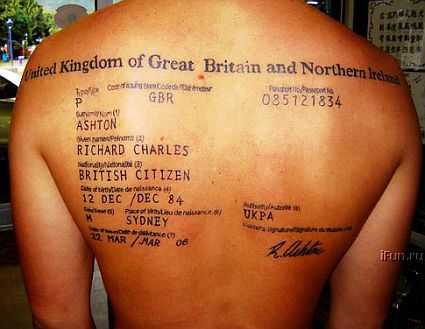 United Kingdom of Great Britain and Northern Ireland
Type/Type Code of issuing State/Code de l'Etat émetteur Passport No./Passeport No.
P GBR 085121834
Surname/Nom (1)
ASHTON
Given names/Prénoms (2)
RICHARD CHARLES
Nationality/Nationalité (3)
BRITISH CITIZEN
Date of birth/Date de naissance (4)
12 DEC /DEC 84
Sex/Sexe (5) Place of birth/Lieu de naissance (6) Authority/Autorité (8)
M SYDNEY UKPA
Date of issue/Date de délivrance (7) Holder's signature/Signature du titulaire
22 MAR /MAR 06 R. Ashton
iFun.ru